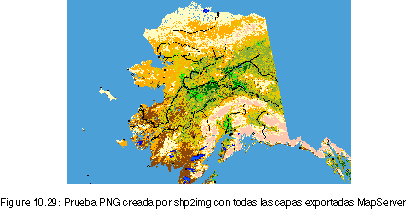 Figure 10.29: Prueba PNG creada por shp2img con todas las capas exportadas MapServer